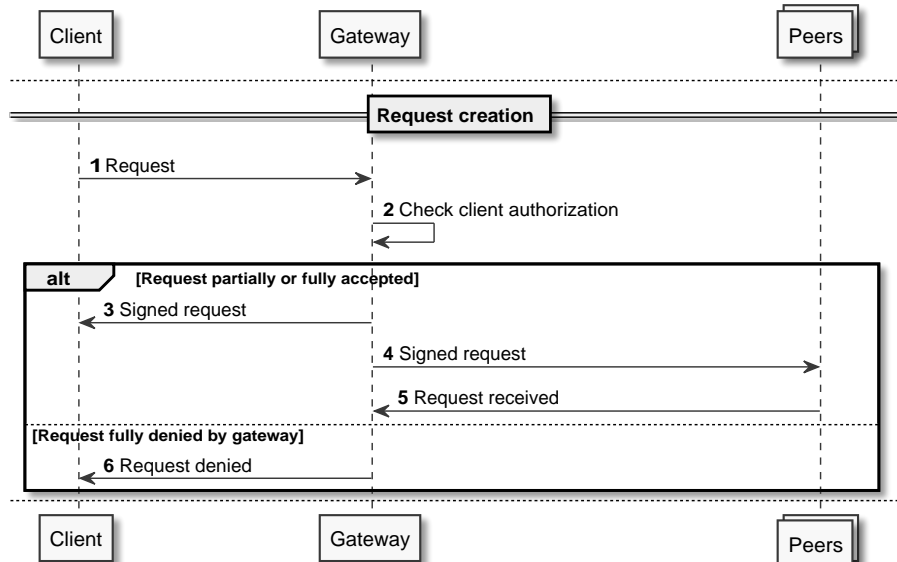 Client
Gateway
Peers
Request creation
1 Request
2 Check client authorization
alt [Request partially or fully accepted]
3 Signed request
4 Signed request
5 Request received
[Request fully denied by gateway]
6 Request denied
Client
Gateway
Peers